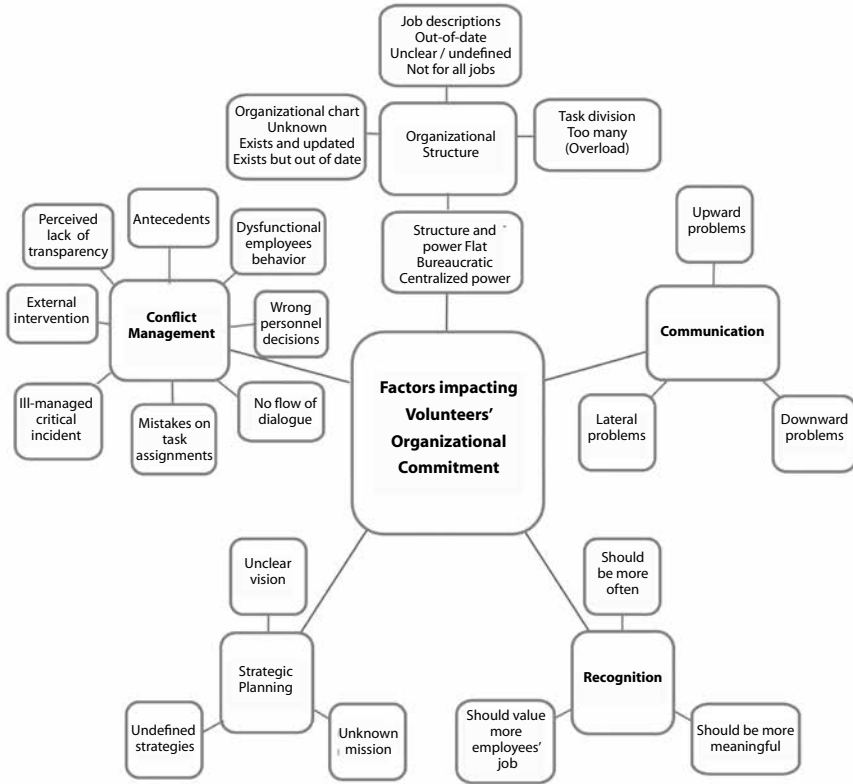 Job descriptions
Out-of-date
Unclear / undefined
Not for all jobs
Organizational chart
Unknown
Exists and updated
Exists but out of date
Organizational
Structure
Task division
Too many
(Overload)
Structure and
power Flat
Bureaucratic
Centralized power
Perceived
lack of
transparency
Antecedents
Dysfunctional
employees
behavior
External
intervention
Conflict
Management
Wrong
personnel
decisions
Ill-managed
critical
incident
Mistakes on
task
assignments
No flow of
dialogue
Upward
problems
Communication
Lateral
problems
Downward
problems
Factors impacting
Volunteers’
Organizational
Commitment
Unclear
vision
Strategic
Planning
Undefined
strategies
Unknown
mission
Should
be more
often
Recognition
Should value
more
employees’
job
Should be more
meaningful